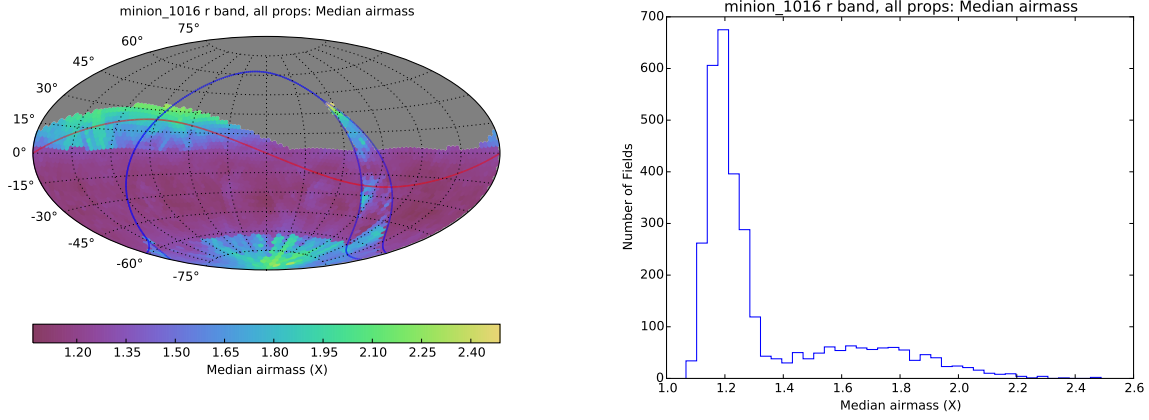 minion_1016 r band, all props: Median airmass
75°
60°
45°
30°
15°
0°
-15°
-30°
-45°
-60°
-75°
1.20 1.35 1.50 1.65 1.80 1.95 2.10 2.25 2.40
Median airmass (X)
minion_1016 r band, all props: Median airmass
700
600
500
400
300
200
100
0
Number of Fields
1.0 1.2 1.4 1.6 1.8 2.0 2.2 2.4 2.6
Median airmass (X)